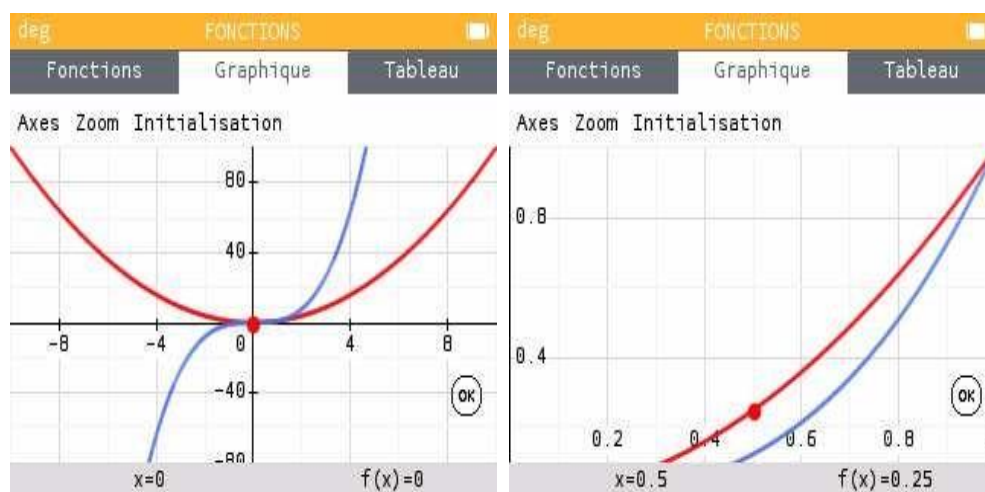 deg FONCTIONS
Fonctions Graphique Tableau
Axes Zoom Initialisation
80
40
-8 -4 0 4 8
-40
OK
-80
x=0 f(x)=0
deg FONCTIONS
Fonctions Graphique Tableau
Axes Zoom Initialisation
0.8
0.4
OK
0.2 0.4 0.6 0.8
x=0.5 f(x)=0.25